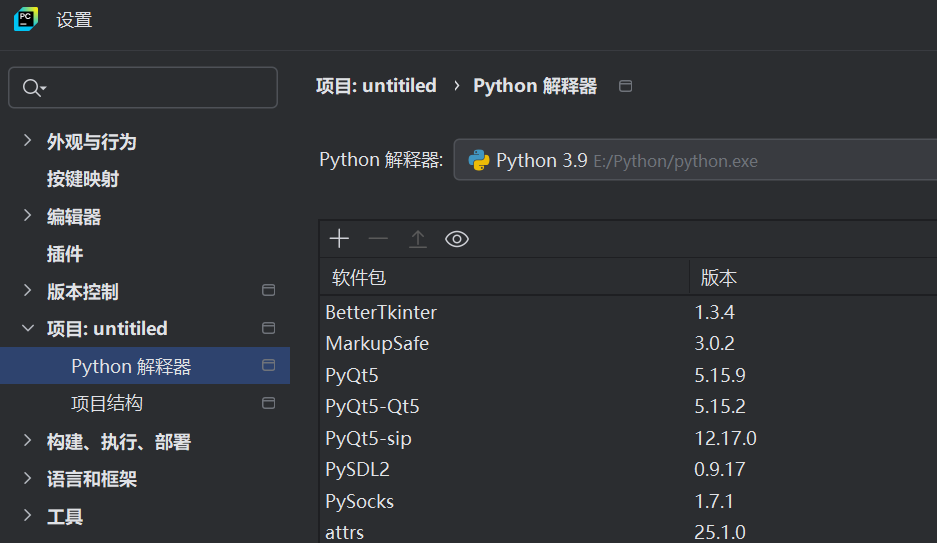 PC
设置
项目: untitiled › Python 解释器
Python 解释器: Python 3.9 E:/Python/python.exe
外观与行为
按键映射
编辑器
插件
版本控制
项目: untitiled
Python 解释器
项目结构
构建、执行、部署
语言和框架
工具
软件包 版本
BetterTkinter 1.3.4
MarkupSafe 3.0.2
PyQt5 5.15.9
PyQt5-Qt5 5.15.2
PyQt5-sip 12.17.0
PySDL2 0.9.17
PySocks 1.7.1
attrs 25.1.0